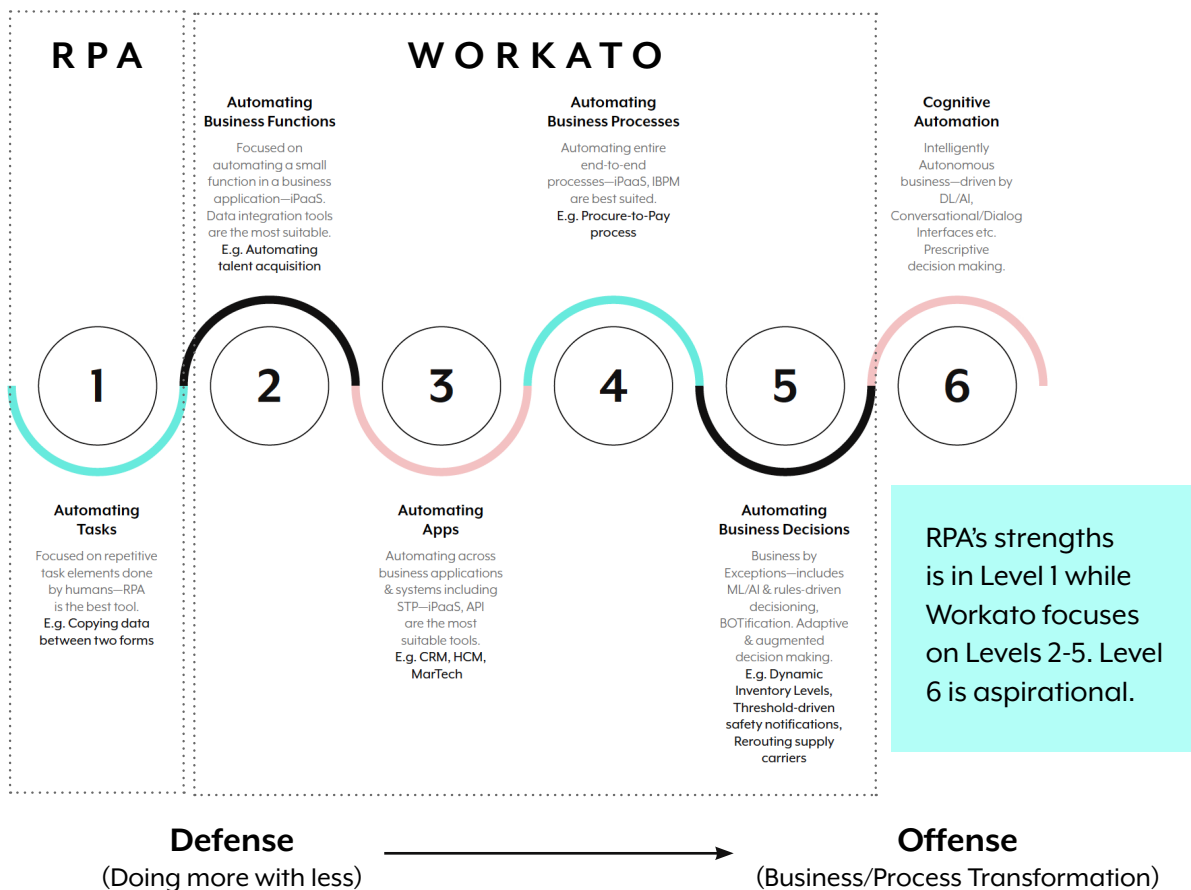 RPA
WORKATO
Automating
Business Functions
Focused on
automating a small
function in a business
application—iPaaS.
Data integration tools
are the most suitable.
E.g. Automating
talent acquisition
Automating
Business Processes
Automating entire
end-to-end
processes—iPaaS, IBPM
are best suited.
E.g. Procure-to-Pay
process
Cognitive
Automation
Intelligently
Autonomous
business—driven by
DL/AI,
Conversational/Dialog
Interfaces etc.
Prescriptive
decision making.
1
2
3
4
5
6
Automating
Tasks
Focused on repetitive
task elements done
by humans—RPA
is the best tool.
E.g. Copying data
between two forms
Automating
Apps
Automating across
business applications
& systems including
STP—iPaaS, API
are the most
suitable tools.
E.g. CRM, HCM,
MarTech
Automating
Business Decisions
Business by
Exceptions—includes
ML/AI & rules-driven
decisioning,
BOTification. Adaptive
& augmented
decision making.
E.g. Dynamic
Inventory Levels,
Threshold-driven
safety notifications,
Rerouting supply
carriers
RPA's strengths
is in Level 1 while
Workato focuses
on Levels 2-5. Level
6 is aspirational.
Defense
(Doing more with less)
Offense
(Business/Process Transformation)